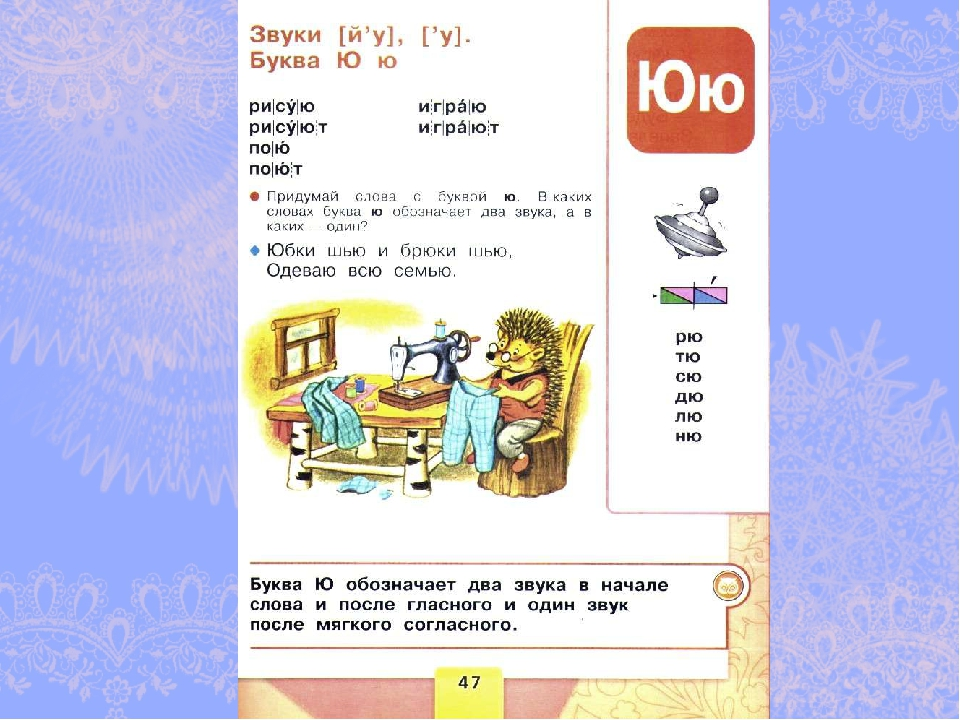 Звуки [й’у], [’у].
Буква Ю ю
Юю
ри|су́|ю
ри|су́|ю|т
по|ю́
по|ю́|т
и|г|ра́|ю
и|г|ра́|ю|т
Придумай слова с буквой ю. В каких
словах буква ю обозначает два звука, а в
каких — один?
Юбки шью и брюки шью,
Одеваю всю семью.
рю
тю
сю
дю
лю
ню
Буква Ю обозначает два звука в начале
слова и после гласного и один звук
после мягкого согласного.
47